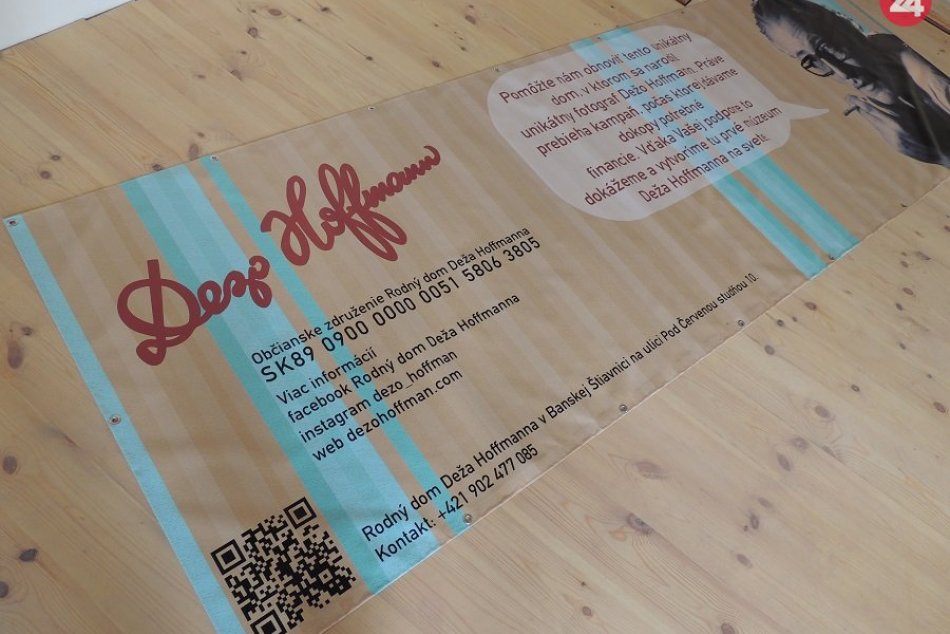 24
Pomôžte nám obnoviť tento unikátny
dom, v ktorom sa narodil
unikátny fotograf Dežo Hoffmann. Práve
prebieha kampaň, počas ktorej dávame
dokopy potrebné
financie. Vďaka Vašej podpore to
dokážeme a vytvoríme tu prvé múzeum
Deža Hoffmanna na svete.
Dezo Hoffmann
Občianske združenie Rodný dom Deža Hoffmanna
SK89 0900 0000 0051 5806 3805
Viac informácií
facebook Rodný dom Deža Hoffmanna
instagram dezo_hoffman
web dezohoffman.com
Rodný dom Deža Hoffmanna v Banskej Štiavnici na ulici Pod Červenou studňou 10.
Kontakt: +421 902 477 085